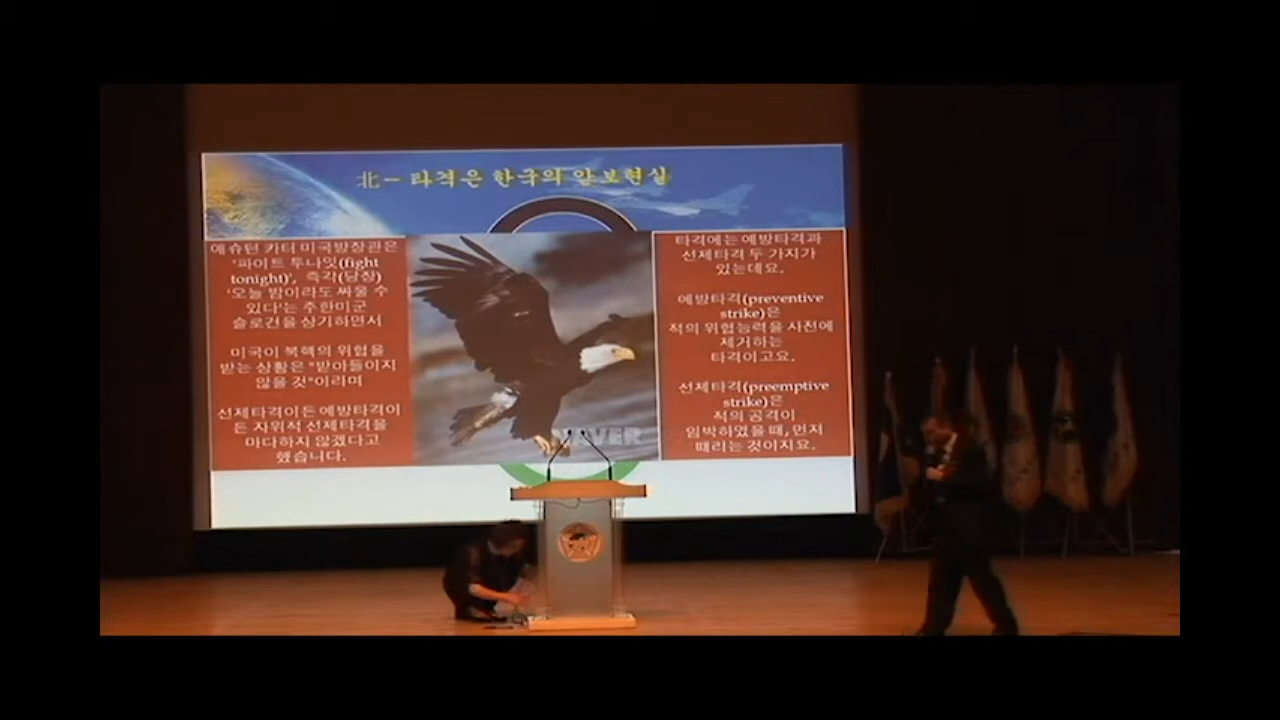 北- 타격은 한국의 안보현실
애슈턴 카터 미국방장관은
'파이트 투나잇(fight
tonight)', 즉각(당장)
'오늘 밤이라도 싸울 수
있다'는 주한미군
슬로건을 상기하면서
미국이 북핵의 위협을
받는 상황은 "받아들이지
않을 것"이라며
선제타격이든 예방타격이
든 자위적 선제타격을
마다하지 않겠다고
했습니다.
NAVER
타격에는 예방타격과
선제타격 두 가지가
있는데요.
예방타격(preventive
strike)은
적의 위협능력을 사전에
제거하는
타격이고요.
선제타격(preemptive
strike)은
적의 공격이
임박하였을 때, 먼저
때리는 것이지요.